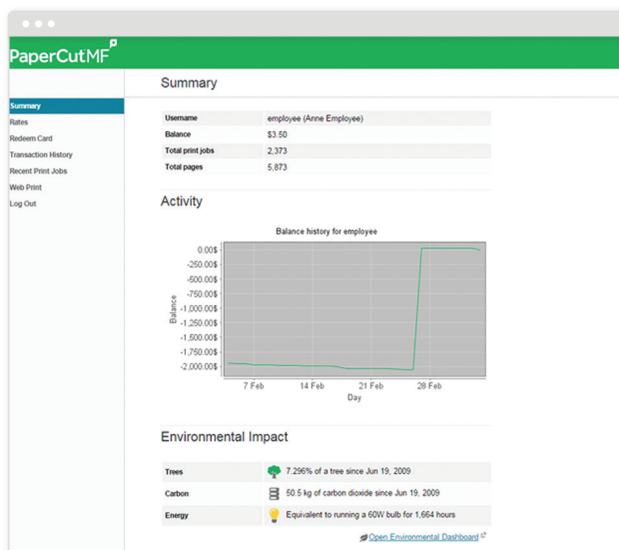 PaperCutMF
Summary
Summary
Rates
Redeem Card
Transaction History
Recent Print Jobs
Web Print
Log Out
Username employee (Anne Employee)
Balance $3.50
Total print jobs 2,373
Total pages 5,873
Activity
Balance history for employee
0.00$
-250.00$
-500.00$
-750.00$
-1,000.00$
-1,250.00$
-1,500.00$
-1,750.00$
-2,000.00$
Balance
7 Feb 14 Feb 21 Feb 28 Feb
Day
Environmental Impact
Trees 7.296% of a tree since Jun 19, 2009
Carbon 50.5 kg of carbon dioxide since Jun 19, 2009
Energy Equivalent to running a 60W bulb for 1,664 hours
Open Environmental Dashboard